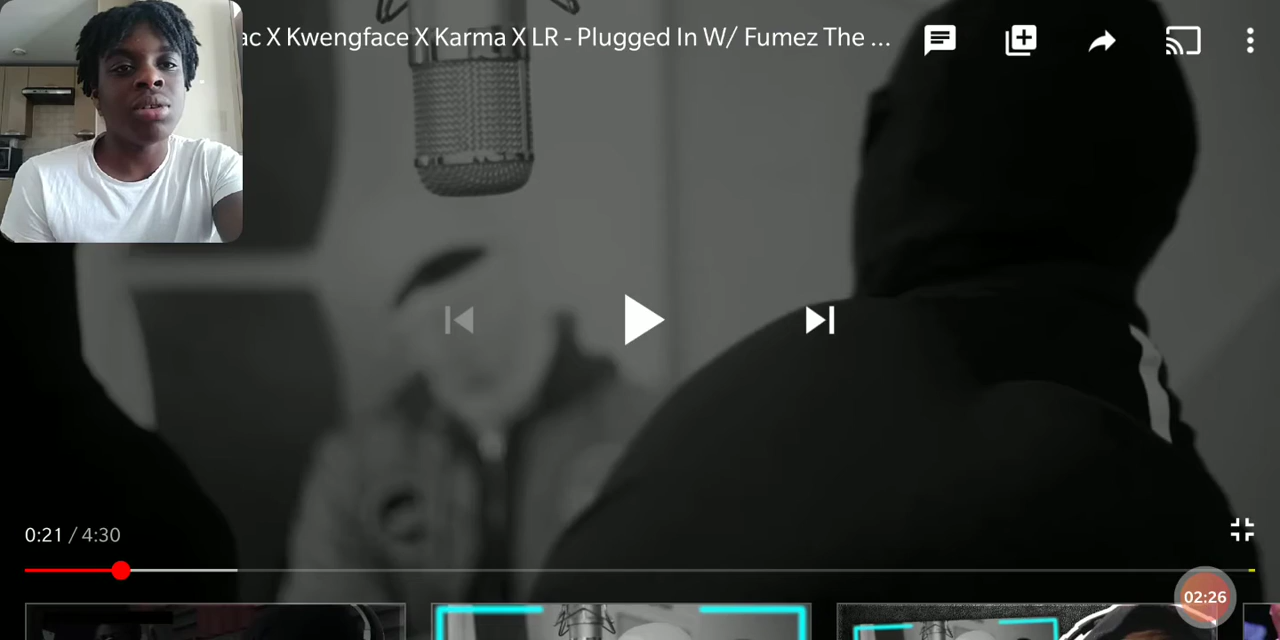 ac X Kwengface X Karma X LR - Plugged In W/ Fumez The ...
0:21 / 4:30
02:26